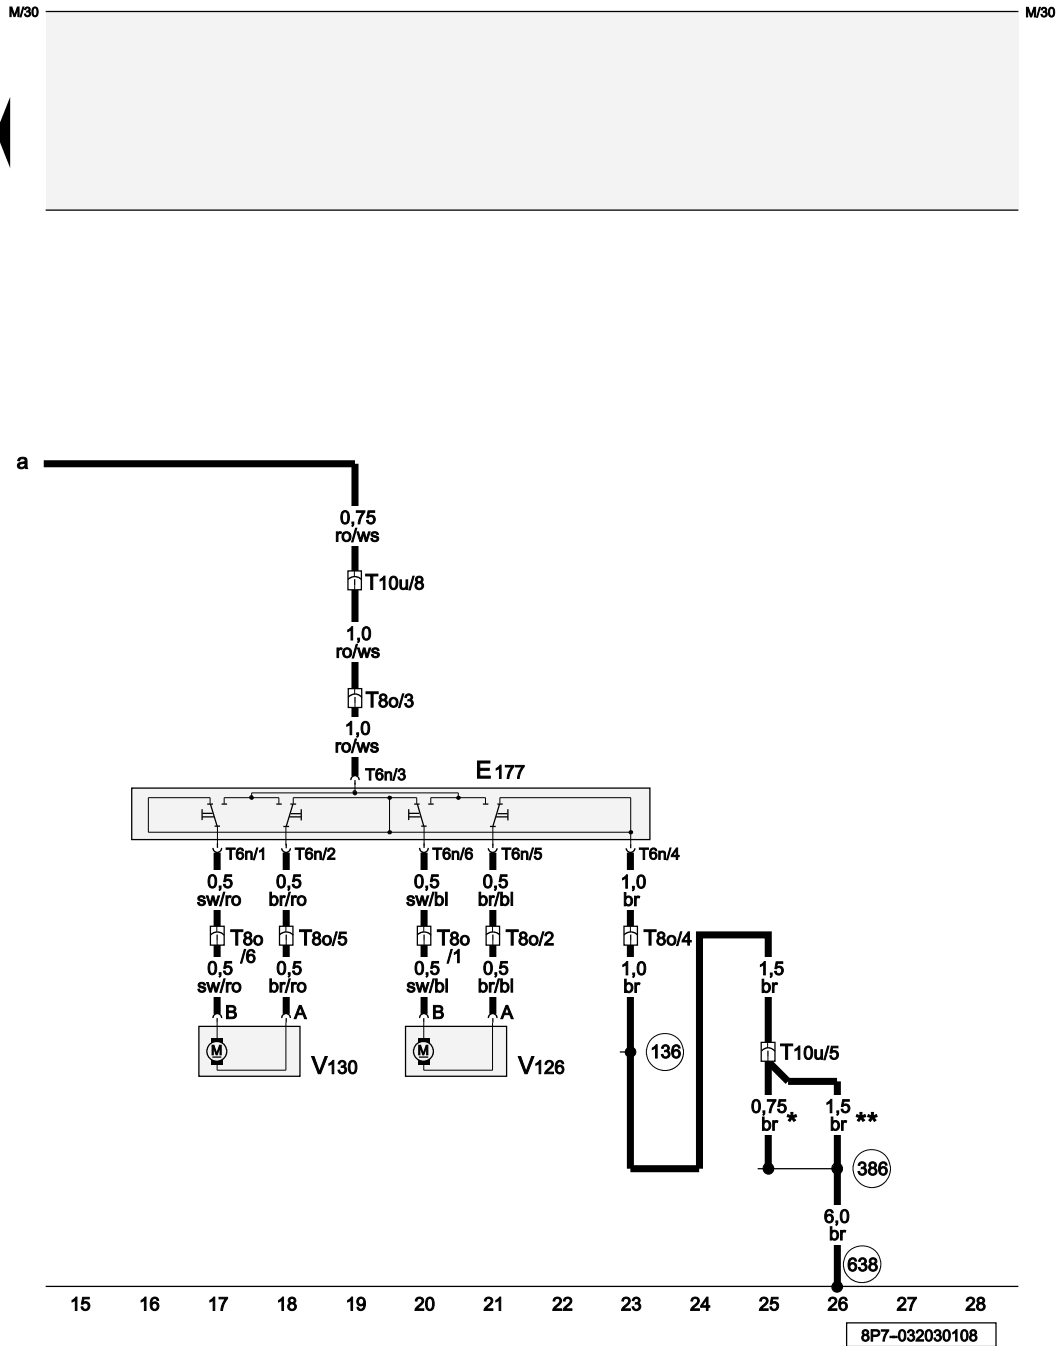 M/30 M/30
a
0,75
ro/ws
T10u/8
1,0
ro/ws
T8o/3
1,0
ro/ws
T6n/3
E177
T6n/1 T6n/2 T6n/6 T6n/5 T6n/4
0,5 0,5 0,5 0,5 1,0
sw/ro br/ro sw/bl br/bl br
T8o T8o/5 T8o T8o/2 T8o/4
/6 /1
0,5 0,5 0,5 0,5 1,0 1,5
sw/ro br/ro sw/bl br/bl br br
B A B A
M V130 M V126 136 T10u/5
0,75 1,5
br * br **
386
6,0
br
638
15 16 17 18 19 20 21 22 23 24 25 26 27 28
8P7-032030108